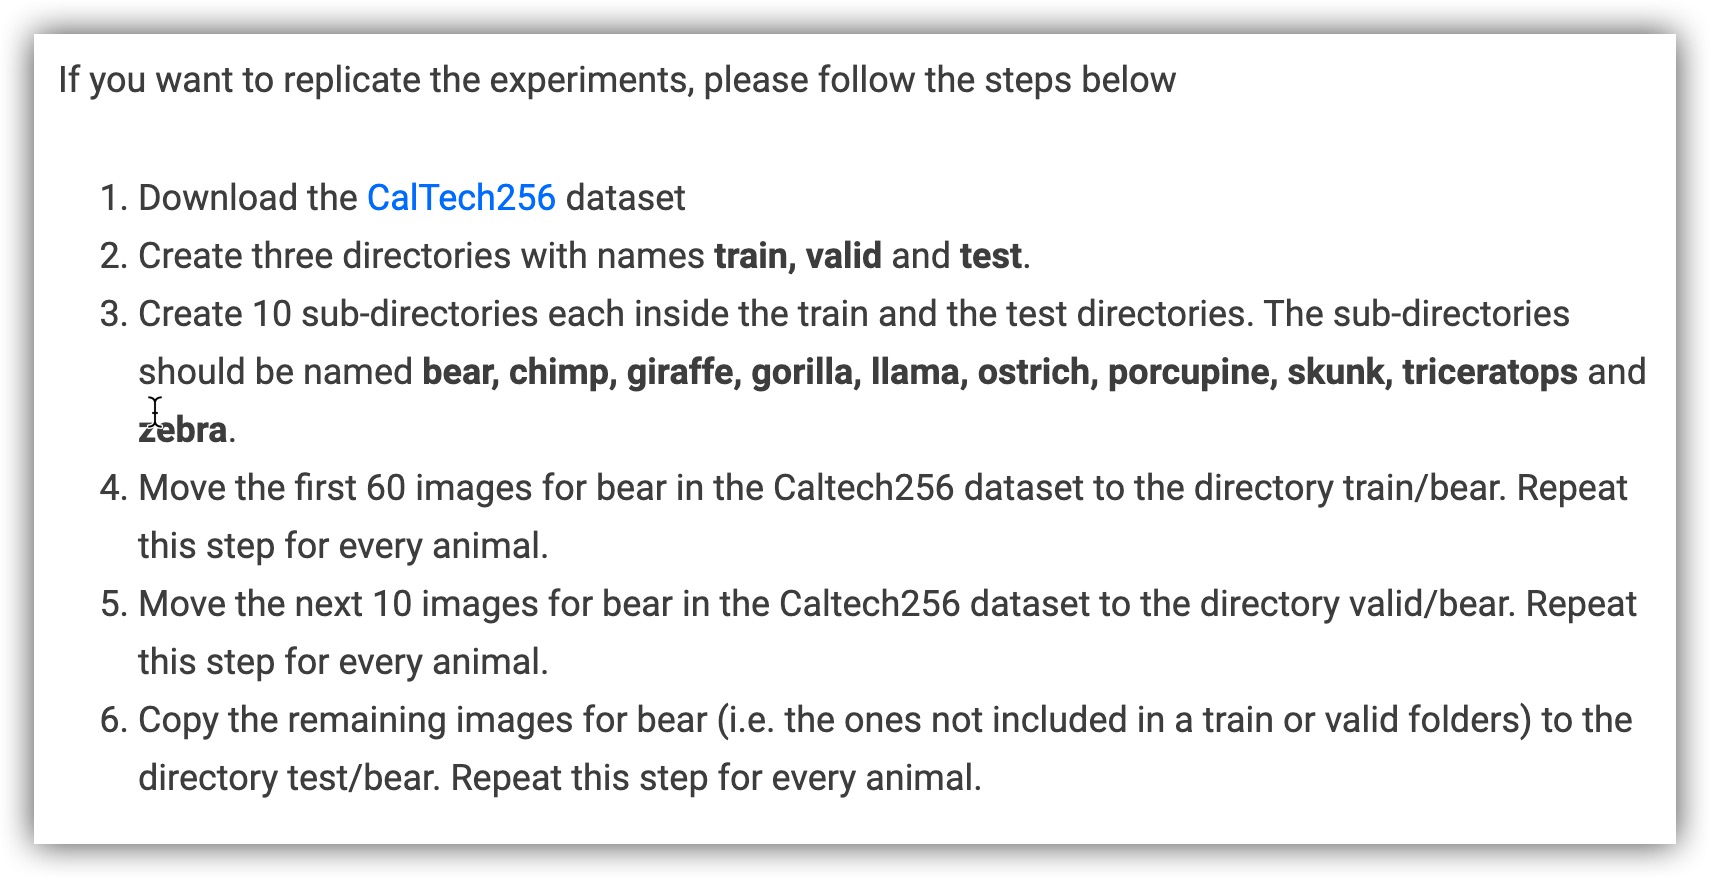 If you want to replicate the experiments, please follow the steps below
1. Download the CalTech256 dataset
2. Create three directories with names train, valid and test.
3. Create 10 sub-directories each inside the train and the test directories. The sub-directories
should be named bear, chimp, giraffe, gorilla, llama, ostrich, porcupine, skunk, triceratops and
zebra.
4. Move the first 60 images for bear in the Caltech256 dataset to the directory train/bear. Repeat
this step for every animal.
5. Move the next 10 images for bear in the Caltech256 dataset to the directory valid/bear. Repeat
this step for every animal.
6. Copy the remaining images for bear (i.e. the ones not included in a train or valid folders) to the
directory test/bear. Repeat this step for every animal.